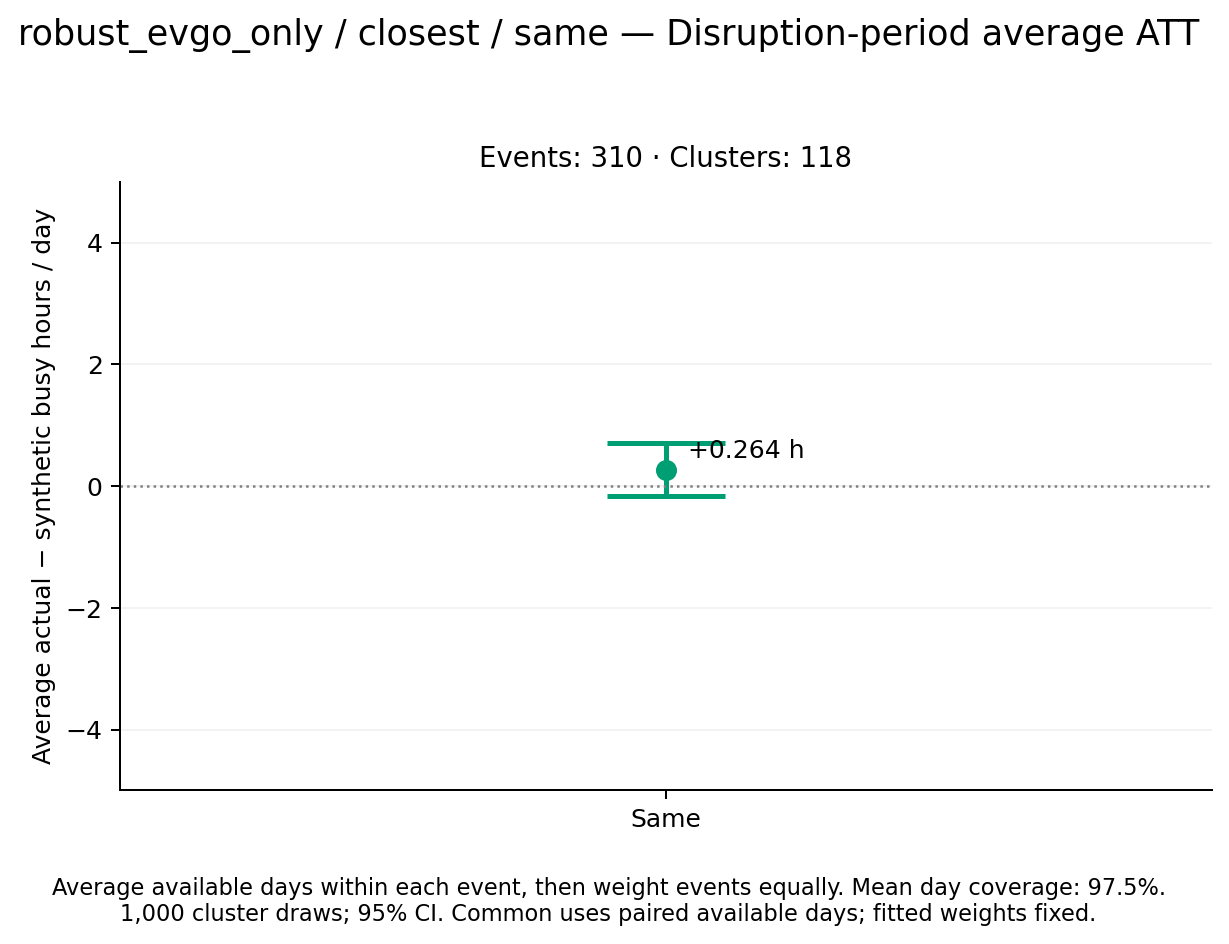 robust_evgo_only / closest / same — Disruption-period average ATT
Events: 310 · Clusters: 118
Average actual − synthetic busy hours / day
4
2
0
−2
−4
+0.264 h
Same
Average available days within each event, then weight events equally. Mean day coverage: 97.5%.
1,000 cluster draws; 95% CI. Common uses paired available days; fitted weights fixed.